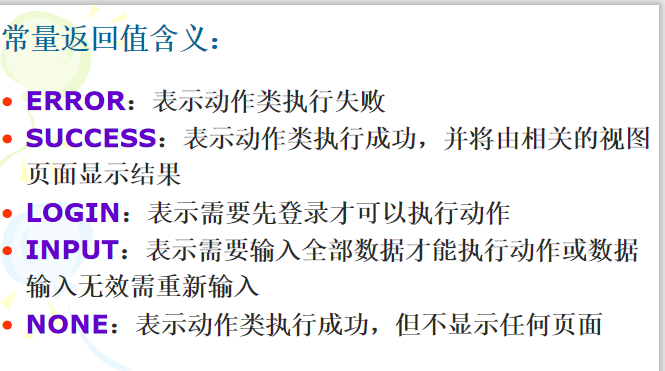 常量返回值含义：
• ERROR：表示动作类执行失败
• SUCCESS：表示动作类执行成功，并将由相关的视图
页面显示结果
• LOGIN：表示需要先登录才可以执行动作
• INPUT：表示需要输入全部数据才能执行动作或数据
输入无效需重新输入
• NONE：表示动作类执行成功，但不显示任何页面